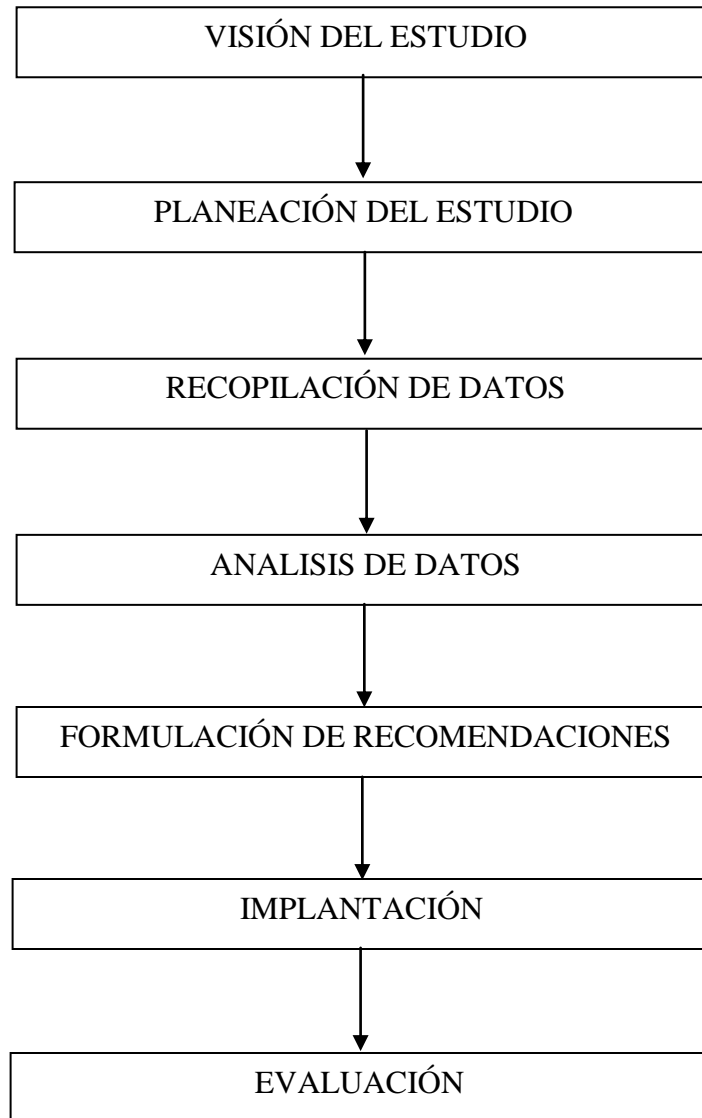 VISIÓN DEL ESTUDIO
PLANEACIÓN DEL ESTUDIO
RECOPILACIÓN DE DATOS
ANALISIS DE DATOS
FORMULACIÓN DE RECOMENDACIONES
IMPLANTACIÓN
EVALUACIÓN